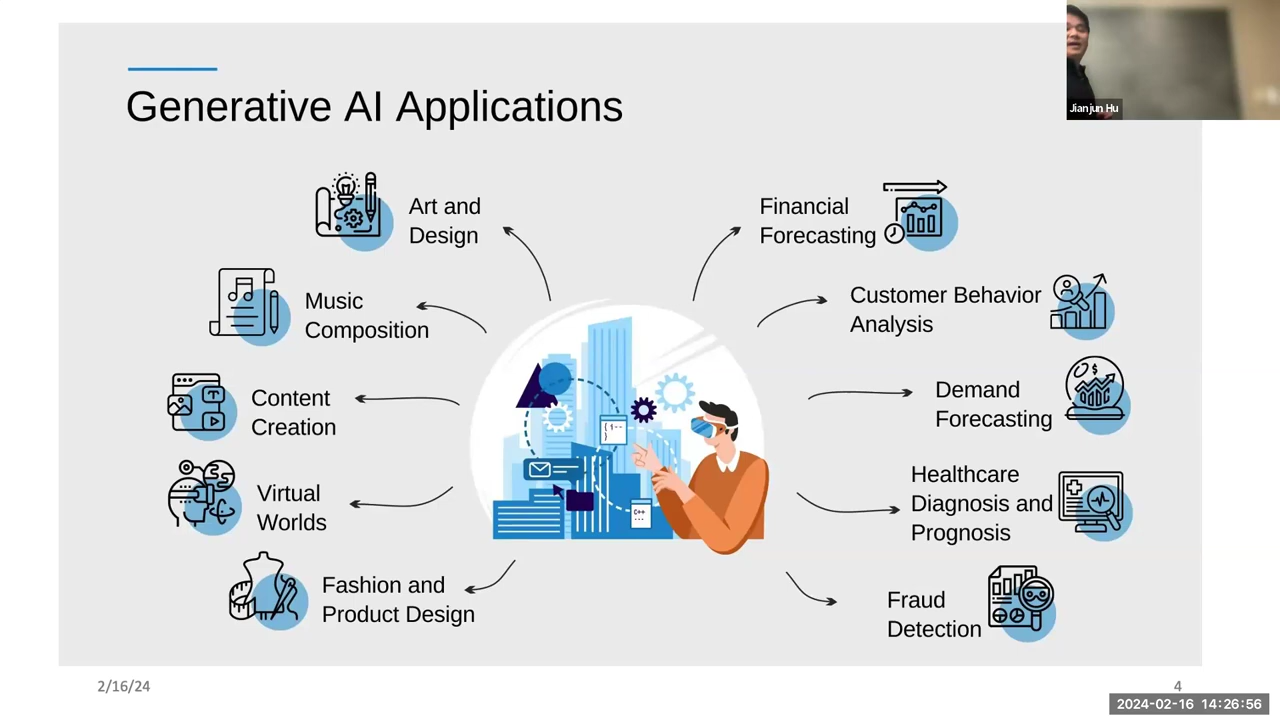 Jianjun Hu
Generative AI Applications
Art and
Design
Music
Composition
Content
Creation
Virtual
Worlds
Fashion and
Product Design
Financial
Forecasting
Customer Behavior
Analysis
Demand
Forecasting
Healthcare
Diagnosis and
Prognosis
Fraud
Detection
T
$
{1--
}
C++
2/16/24
4
2024-02-16 14:26:56